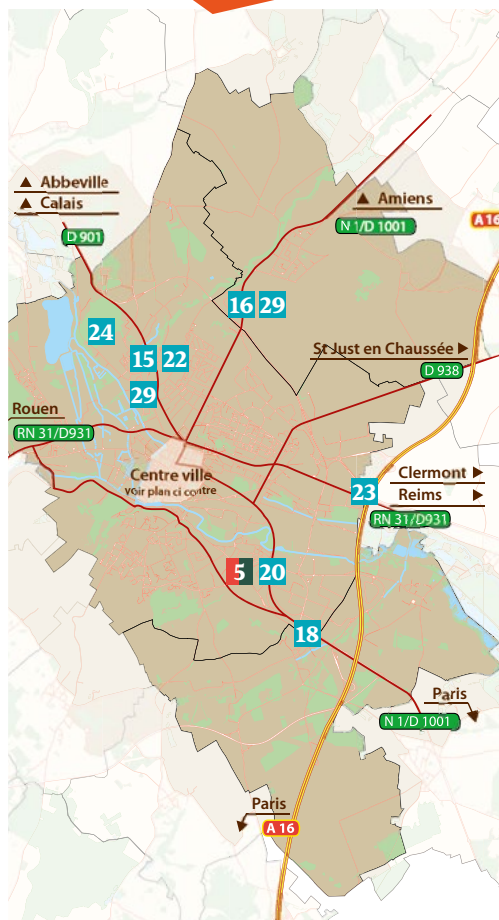 Abbeville
Calais
D 901
Amiens
N 1/D 1001
A 16
16 29
24
15 22
29
St Just en Chaussée
D 938
Rouen
RN 31/D931
Centre ville
voir plan ci contre
Clermont
Reims
23
RN 31/D931
5 20
18
Paris
N 1/D 1001
Paris
A 16